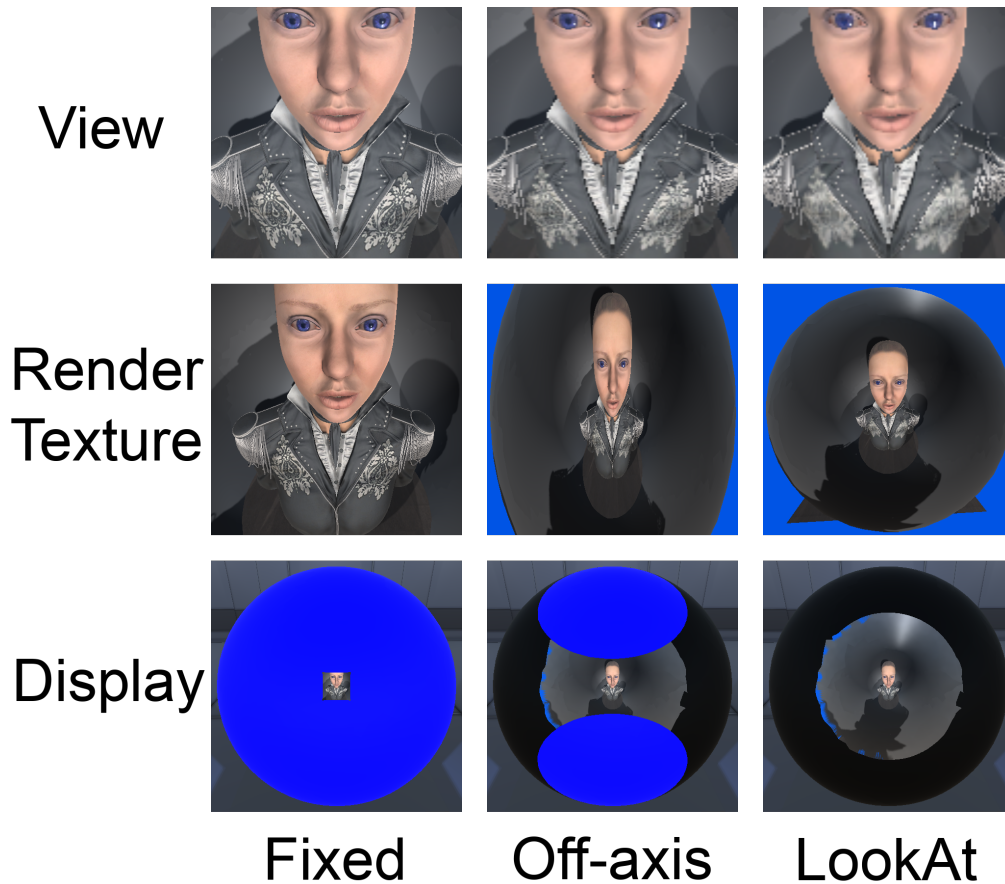 View
Render
Texture
Display
Fixed
Off-axis
LookAt